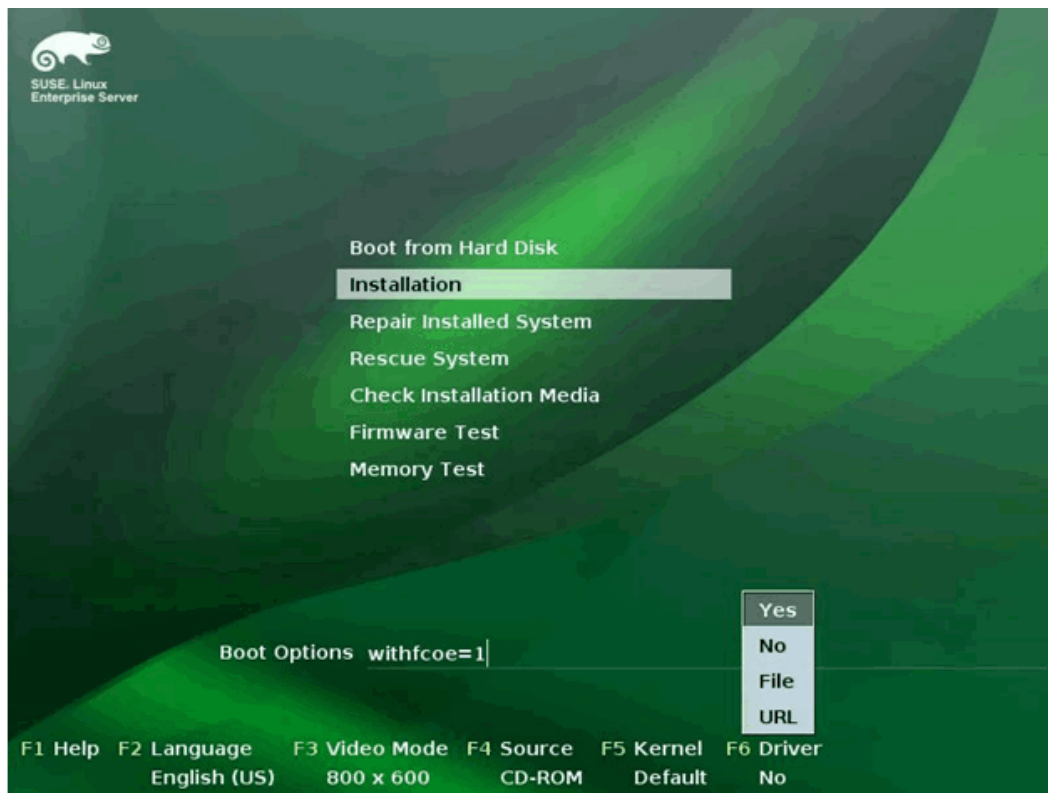 SUSE. Linux
Enterprise Server
Boot from Hard Disk
Installation
Repair Installed System
Rescue System
Check Installation Media
Firmware Test
Memory Test
Yes
No
File
URL
Boot Options withfcoe=1
F1 Help F2 Language F3 Video Mode F4 Source F5 Kernel F6 Driver
English (US) 800 x 600 CD-ROM Default No